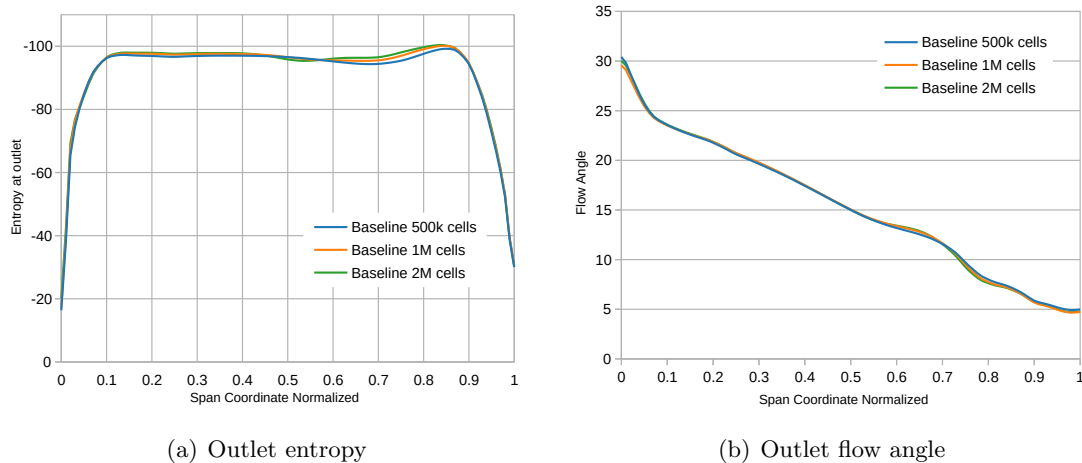 -100
-80
-60
-40
-20
0
Entropy at outlet
0 0.1 0.2 0.3 0.4 0.5 0.6 0.7 0.8 0.9 1
Span Coordinate Normalized
Baseline 500k cells
Baseline 1M cells
Baseline 2M cells
(a) Outlet entropy
35
30
25
20
15
10
5
0
Flow Angle
0 0.1 0.2 0.3 0.4 0.5 0.6 0.7 0.8 0.9 1
Span Coordinate Normalized
Baseline 500k cells
Baseline 1M cells
Baseline 2M cells
(b) Outlet flow angle